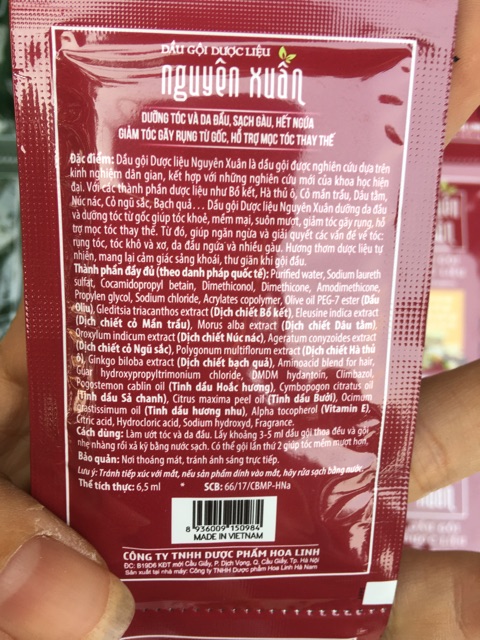 DẦU GỘI DƯỢC LIỆU
nguyên xuân
DƯỠNG TÓC VÀ DA ĐẦU, SẠCH GÀU, HẾT NGỨA
GIẢM TÓC GÃY RỤNG TỪ GỐC, HỖ TRỢ MỌC TÓC THAY THẾ
Đặc điểm: Dầu gội Dược liệu Nguyên Xuân là dầu gội được nghiên cứu dựa trên
kinh nghiệm dân gian, kết hợp với những nghiên cứu mới của khoa học hiện
đại. Với các thành phần dược liệu như Bồ kết, Hà thủ ô, Cỏ mần trầu, Dâu tằm,
Núc nác, Cỏ ngũ sắc, Bạch quả... Dầu gội Dược liệu Nguyên Xuân dưỡng da đầu
và dưỡng tóc từ gốc giúp tóc khoẻ, mềm mại, suôn mượt, giảm tóc gãy rụng, hỗ
trợ mọc tóc thay thế. Từ đó, giúp ngăn ngừa và giải quyết các vấn đề về tóc:
rụng tóc, tóc khô và xơ, da đầu ngứa và nhiều gàu. Hương thơm dược liệu tự
nhiên, mang lại cảm giác sảng khoái, thư giãn khi gội đầu.
Thành phần đầy đủ (theo danh pháp quốc tế): Purified water, Sodium laureth
sulfat, Cocamidopropyl betain, Dimethiconol, Dimethicone, Amodimethicone,
Propylen glycol, Sodium chloride, Acrylates copolymer, Olive oil PEG-7 ester (Dầu
Oliu), Gleditsia triacanthos extract (Dịch chiết Bồ kết), Eleusine indica extract
(Dịch chiết cỏ Mần trầu), Morus alba extract (Dịch chiết Dâu tằm),
Oroxylum indicum extract (Dịch chiết Núc nác), Ageratum conyzoides extract
(Dịch chiết cỏ Ngũ sắc), Polygonum multiflorum extract (Dịch chiết Hà thủ
ô), Ginkgo biloba extract (Dịch chiết bạch quả), Aminoacid blend for hair,
Guar hydroxypropyltrimonium chloride, DMDM hydantoin, Climbazol,
Pogostemon cablin oil (Tinh dầu Hoắc hương), Cymbopogon citratus oil
(Tinh dầu Sả chanh), Citrus maxima peel oil (Tinh dầu Bưởi), Ocimum
gratissimum oil (Tinh dầu hương nhu), Alpha tocopherol (Vitamin E),
Citric acid, Hydrocloric acid, Sodium hydroxyd, Fragrance.
Cách dùng: Làm ướt tóc và da đầu. Lấy khoảng 3-5 ml dầu gội thoa đều và gội
nhẹ nhàng rồi xả kỹ bằng nước sạch. Có thể gội lần thứ 2 giúp tóc mềm mượt hơn.
Bảo quản: Nơi thoáng mát, tránh ánh sáng trực tiếp.
Lưu ý: Tránh tiếp xúc với mắt, nếu sản phẩm dính vào mắt, hãy rửa sạch bằng nước.
Thể tích thực: 6,5 ml * SCB: 66/17/CBMP-HNa
8 936009 150984
MADE IN VIETNAM
CÔNG TY TNHH DƯỢC PHẨM HOA LINH
ĐC: B19D6 KĐT mới Cầu Giấy, P. Dịch Vọng, Q. Cầu Giấy, Tp. Hà Nội
Sản xuất tại nhà máy: Công ty TNHH Dược phẩm Hoa Linh Hà Nam